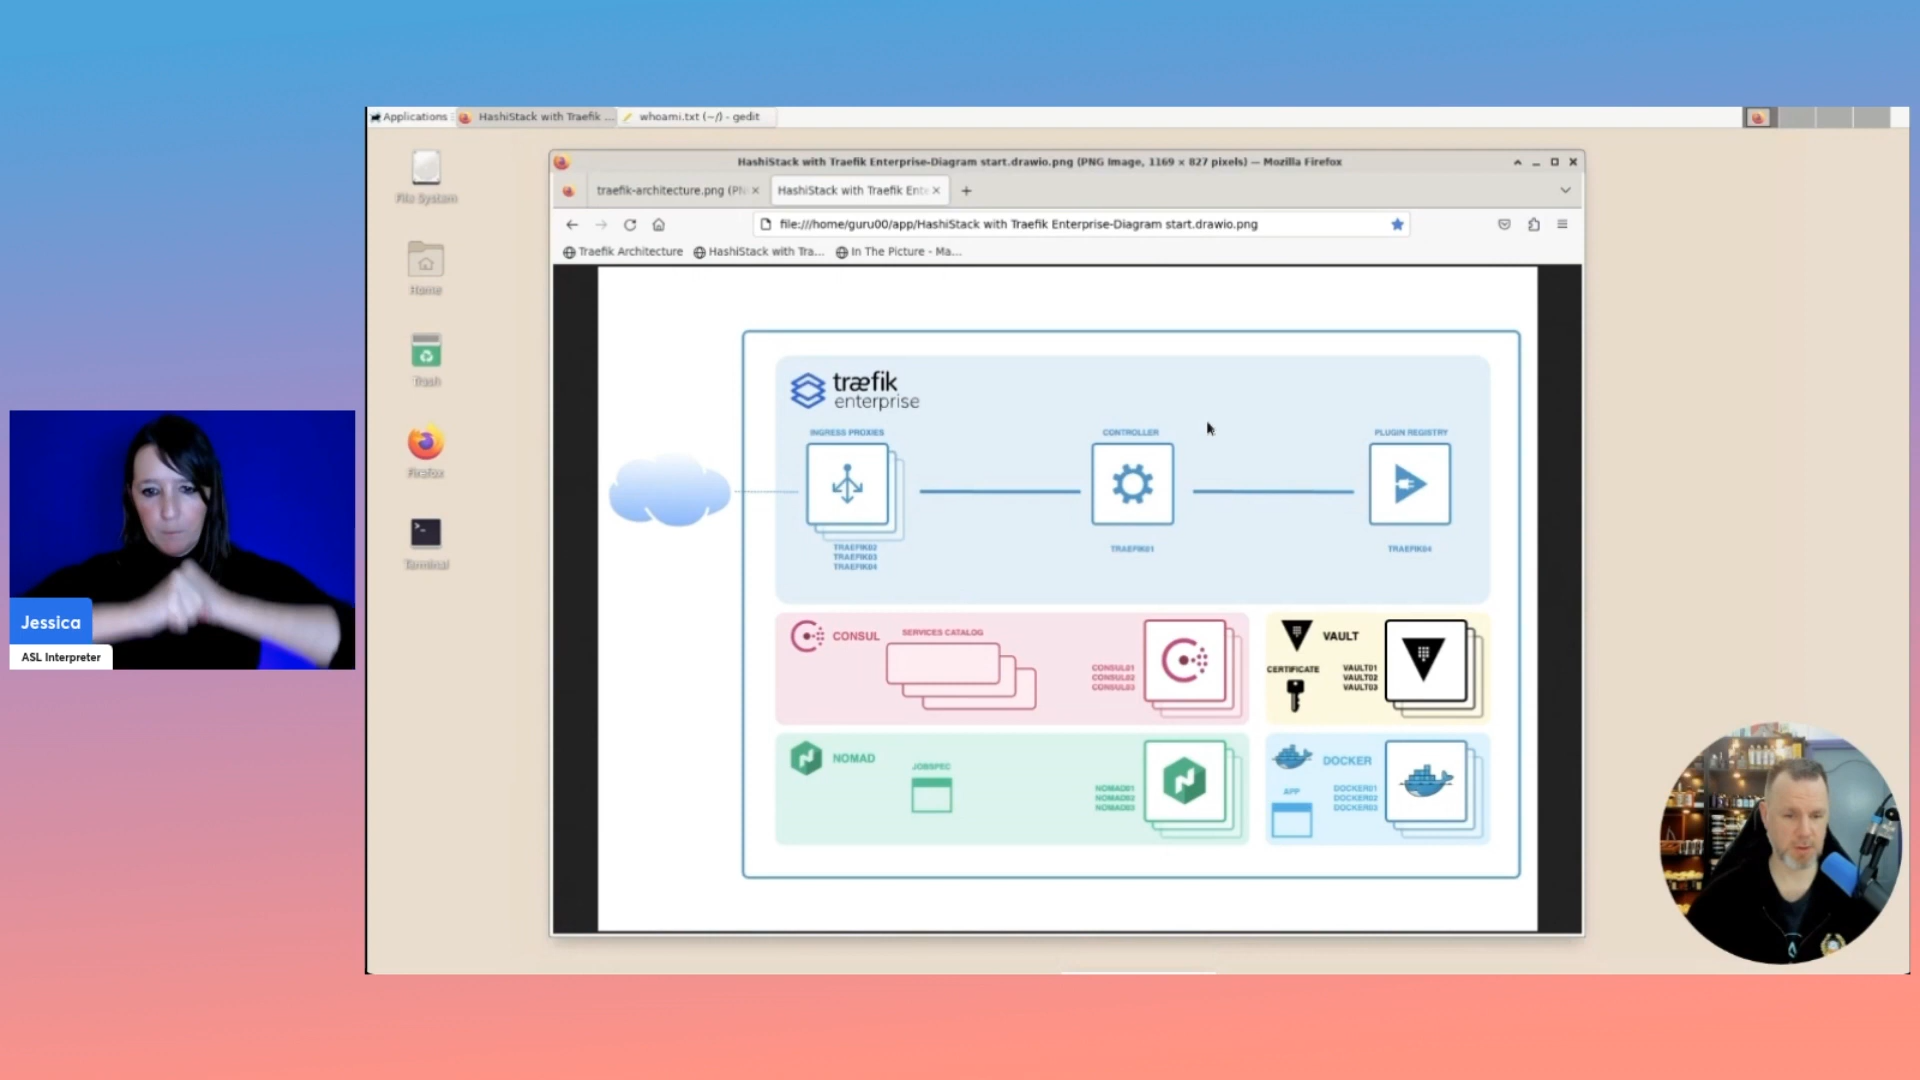 Applications
HashiStack with Traefik ...
whoami.txt (~/) - gedit
HashiStack with Traefik Enterprise-Diagram start.drawio.png (PNG Image, 1169 × 827 pixels) — Mozilla Firefox
traefik-architecture.png (PN
HashiStack with Traefik Ente
file:///home/guru00/app/HashiStack with Traefik Enterprise-Diagram start.drawio.png
Traefik Architecture
HashiStack with Tra...
In The Picture - Ma...
File System
Home
Trash
Firefox
Terminal
træfik
enterprise
INGRESS PROXIES
CONTROLLER
PLUGIN REGISTRY
TRAEFIK02
TRAEFIK03
TRAEFIK04
TRAEFIK01
TRAEFIK04
CONSUL
SERVICES CATALOG
CONSUL01
CONSUL02
CONSUL03
VAULT
CERTIFICATE
VAULT01
VAULT02
VAULT03
NOMAD
JOBSPEC
NOMAD01
NOMAD02
NOMAD03
DOCKER
APP
DOCKER01
DOCKER02
DOCKER03
Jessica
ASL Interpreter